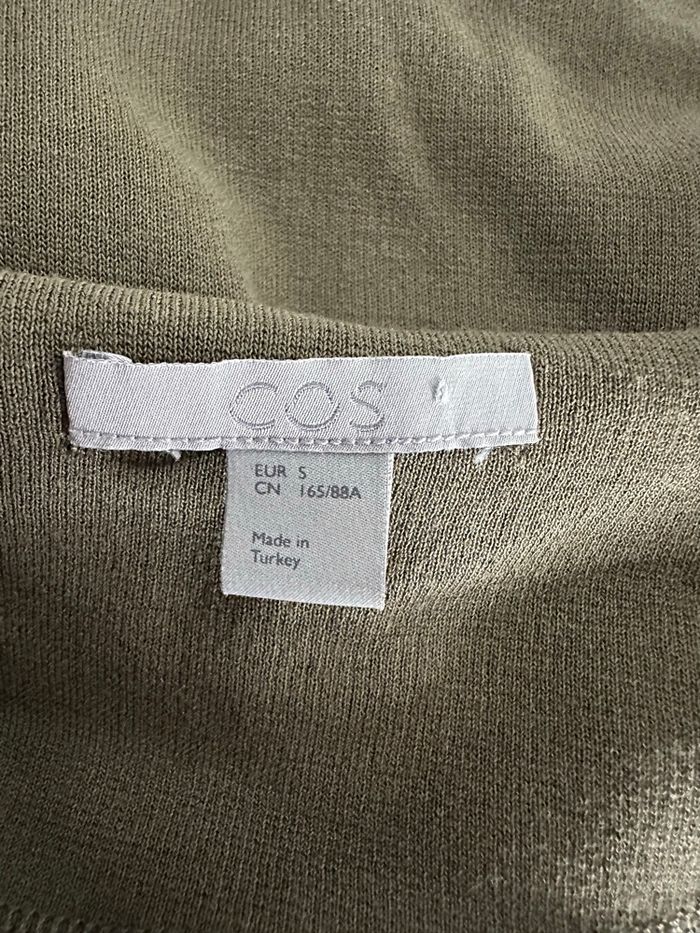 COS
EUR S
CN 165/88A
Made in
Turkey